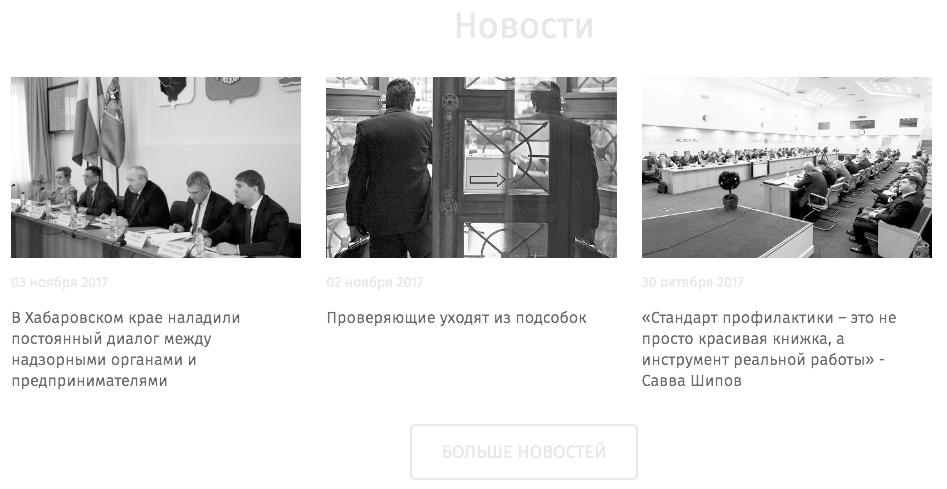 Новости
03 ноября 2017
В Хабаровском крае наладили
постоянный диалог между
надзорными органами и
предпринимателями
02 ноября 2017
Проверяющие уходят из подсобок
30 октября 2017
«Стандарт профилактики – это не
просто красивая книжка, а
инструмент реальной работы» -
Савва Шипов
БОЛЬШЕ НОВОСТЕЙ